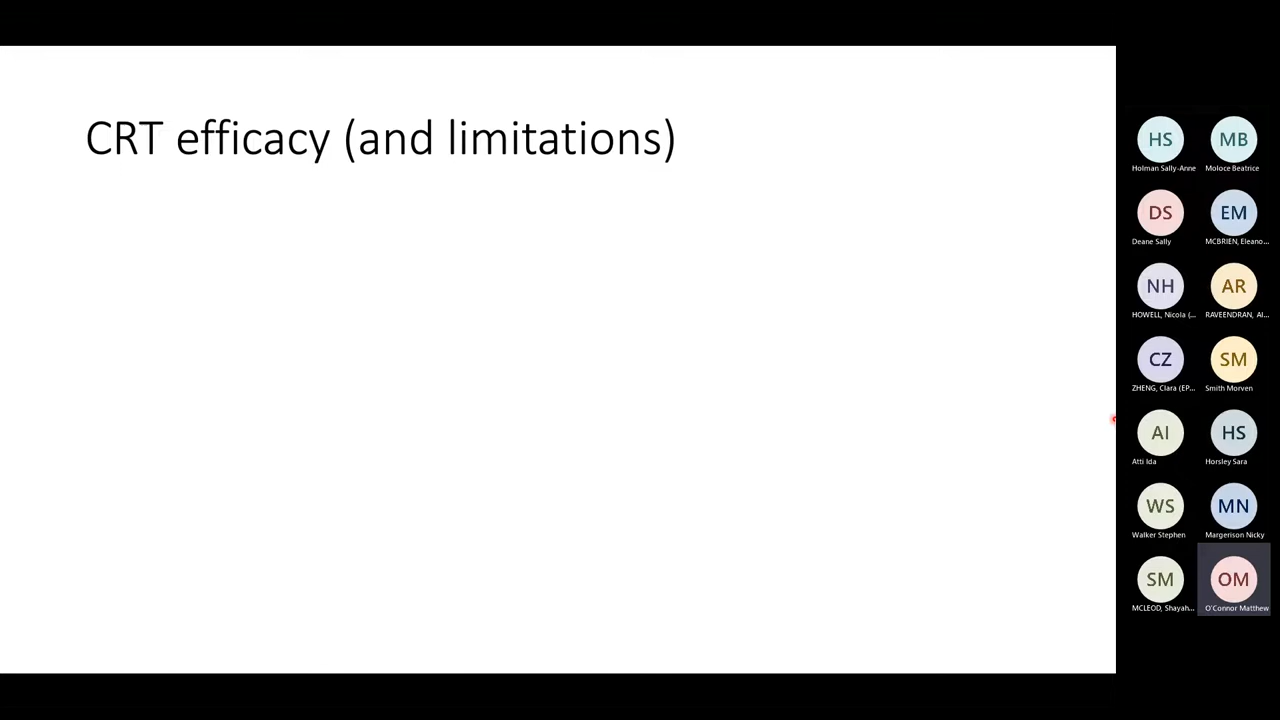 CRT efficacy (and limitations)
HS MB
Holman Sally-Anne Moloce Beatrice
DS EM
Deane Sally MCBRIEN, Eleano...
NH AR
HOWELL, Nicola (... RAVEENDRAN, Al...
CZ SM
ZHENG, Clara (EP... Smith Morven
AI HS
Atti Ida Horsley Sara
WS MN
Walker Stephen Margerison Nicky
SM OM
MCLEOD, Shayah... O'Connor Matthew